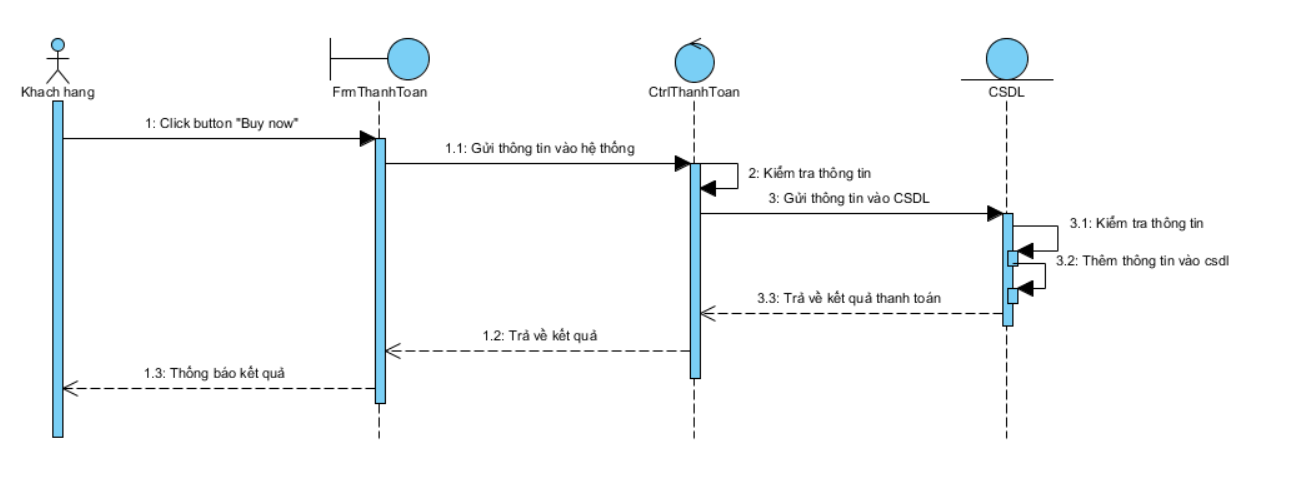 Khach hang
FrmThanhToan
CtrlThanhToan
CSDL
1: Click button "Buy now"
1.1: Gửi thông tin vào hệ thống
2: Kiểm tra thông tin
3: Gửi thông tin vào CSDL
3.1: Kiểm tra thông tin
3.2: Thêm thông tin vào csdl
3.3: Trả về kết quả thanh toán
1.2: Trả về kết quả
1.3: Thông báo kết quả